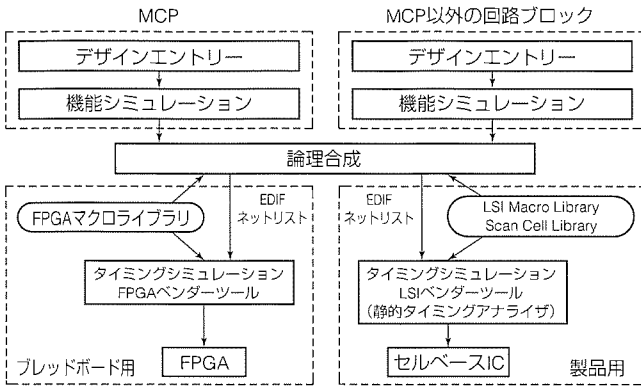 MCP
MCP以外の回路ブロック
デザインエントリー
デザインエントリー
機能シミュレーション
機能シミュレーション
論理合成
FPGAマクロライブラリ
EDIF
ネットリスト
EDIF
ネットリスト
LSI Macro Library
Scan Cell Library
タイミングシミュレーション
FPGAベンダーツール
タイミングシミュレーション
LSIベンダーツール
(静的タイミングアナライザ)
ブレッドボード用
FPGA
セルベースIC
製品用